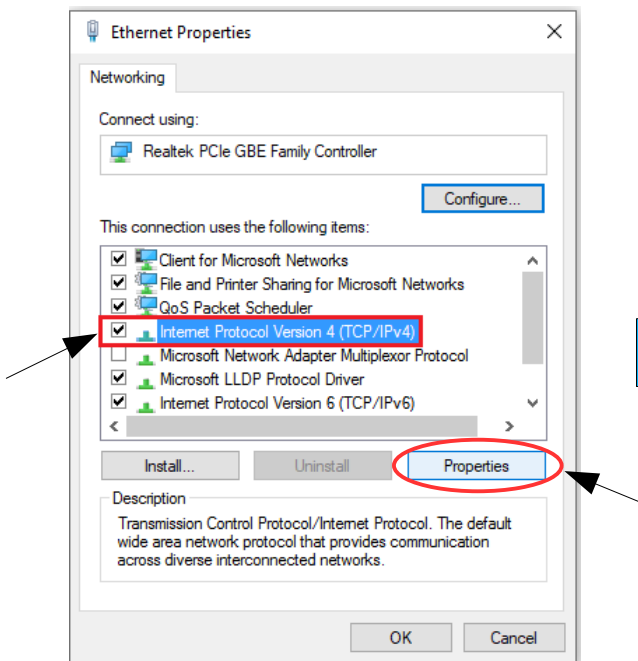 Ethernet Properties
Networking
Connect using:
Realtek PCIe GBE Family Controller
Configure...
This connection uses the following items:
Client for Microsoft Networks
File and Printer Sharing for Microsoft Networks
QoS Packet Scheduler
Internet Protocol Version 4 (TCP/IPv4)
Microsoft Network Adapter Multiplexor Protocol
Microsoft LLDP Protocol Driver
Internet Protocol Version 6 (TCP/IPv6)
Install... Uninstall Properties
Description
Transmission Control Protocol/Internet Protocol. The default
wide area network protocol that provides communication
across diverse interconnected networks.
OK Cancel